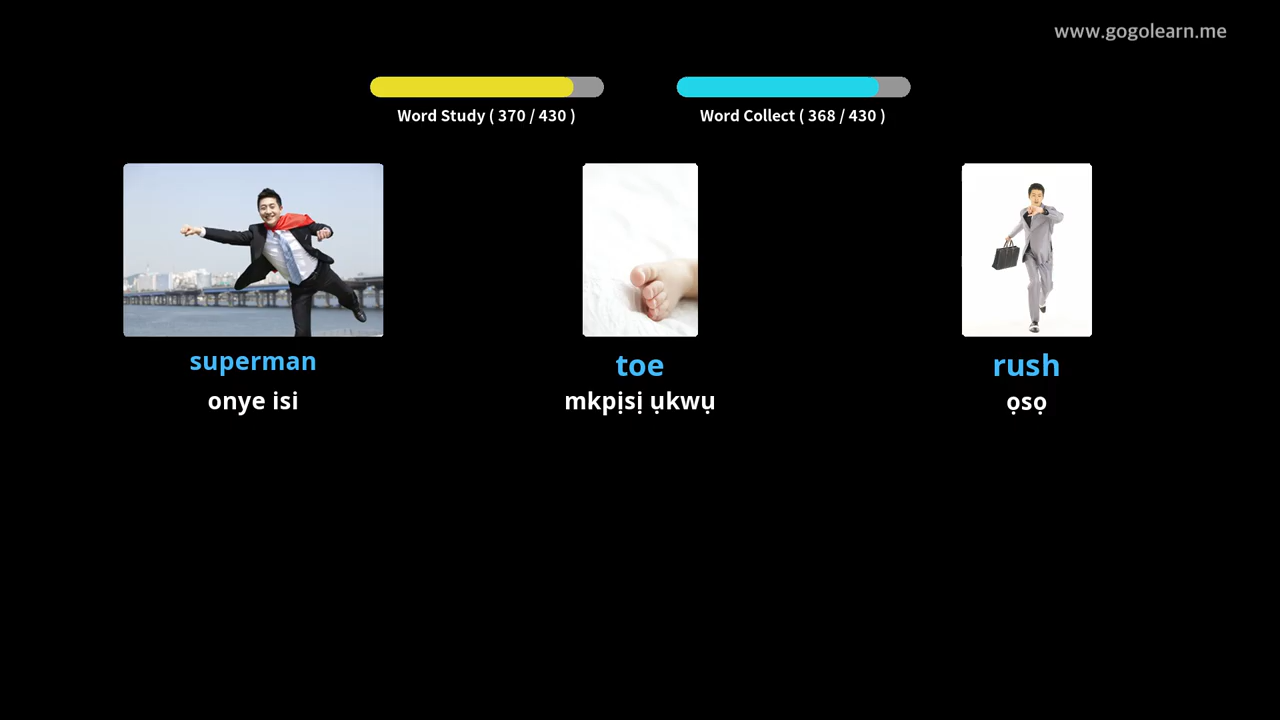 www.gogolearn.me
Word Study ( 370 / 430 )
Word Collect ( 368 / 430 )
superman
onye isi
toe
mkpịsị ụkwụ
rush
ọsọ